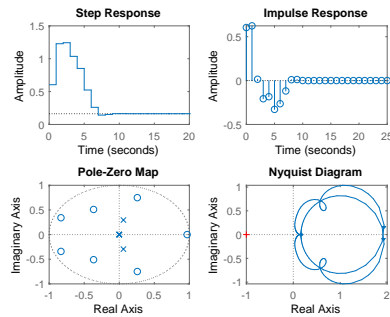 Step Response
Amplitude
1.5
1
0.5
0
0 5 10 15 20
Time (seconds)
Impulse Response
Amplitude
0.5
0
-0.5
0 5 10 15 20 25
Time (seconds)
Pole-Zero Map
Imaginary Axis
1
0.5
0
-0.5
-1
-1 -0.5 0 0.5 1
Real Axis
Nyquist Diagram
Imaginary Axis
1
0.5
0
-0.5
-1
-1 0 1 2
Real Axis